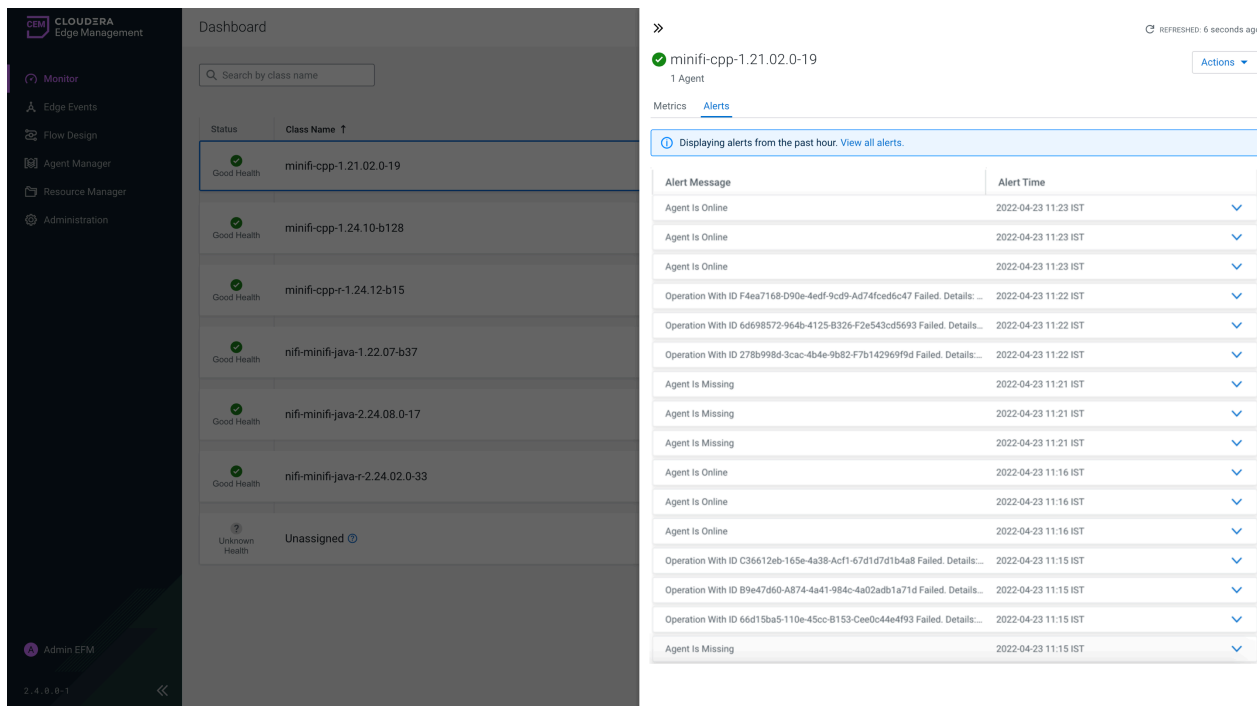 CEM CLOUDERA
Edge Management
Monitor
Edge Events
Flow Design
Agent Manager
Resource Manager
Administration
A Admin EFM
2.4.0.0-1
Dashboard
Search by class name
Status Class Name ↑
Good Health minifi-cpp-1.21.02.0-19
Good Health minifi-cpp-1.24.10-b128
Good Health minifi-cpp-r-1.24.12-b15
Good Health nifi-minifi-java-1.22.07-b37
Good Health nifi-minifi-java-2.24.08.0-17
Good Health nifi-minifi-java-r-2.24.02.0-33
? Unknown Health Unassigned ?
REFRESHED: 6 seconds ago
minifi-cpp-1.21.02.0-19
Actions
1 Agent
Metrics Alerts
Displaying alerts from the past hour. View all alerts.
Alert Message Alert Time
Agent Is Online 2022-04-23 11:23 IST
Agent Is Online 2022-04-23 11:23 IST
Agent Is Online 2022-04-23 11:23 IST
Operation With ID F4ea7168-D90e-4edf-9cd9-Ad74fced6c47 Failed. Details: ... 2022-04-23 11:22 IST
Operation With ID 6d698572-964b-4125-B326-F2e543cd5693 Failed. Details... 2022-04-23 11:22 IST
Operation With ID 278b998d-3cac-4b4e-9b82-F7b142969f9d Failed. Details:... 2022-04-23 11:22 IST
Agent Is Missing 2022-04-23 11:21 IST
Agent Is Missing 2022-04-23 11:21 IST
Agent Is Missing 2022-04-23 11:21 IST
Agent Is Online 2022-04-23 11:16 IST
Agent Is Online 2022-04-23 11:16 IST
Agent Is Online 2022-04-23 11:16 IST
Operation With ID C36612eb-165e-4a38-Acf1-67d1d7d1b4a8 Failed. Details:... 2022-04-23 11:15 IST
Operation With ID B9e47d60-A874-4a41-984c-4a02adb1a71d Failed. Details... 2022-04-23 11:15 IST
Operation With ID 66d15ba5-110e-45cc-B153-Cee0c44e4f93 Failed. Details:... 2022-04-23 11:15 IST
Agent Is Missing 2022-04-23 11:15 IST